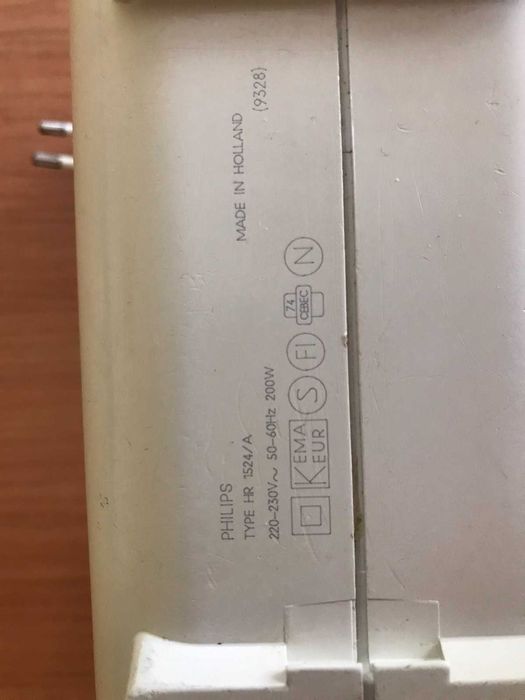 PHILIPS
TYPE HR 1524/A
220-230V~ 50-60Hz 200W
MADE IN HOLLAND
(9328)
KEMA
KEUR
S
FI
74
CEBEC
N